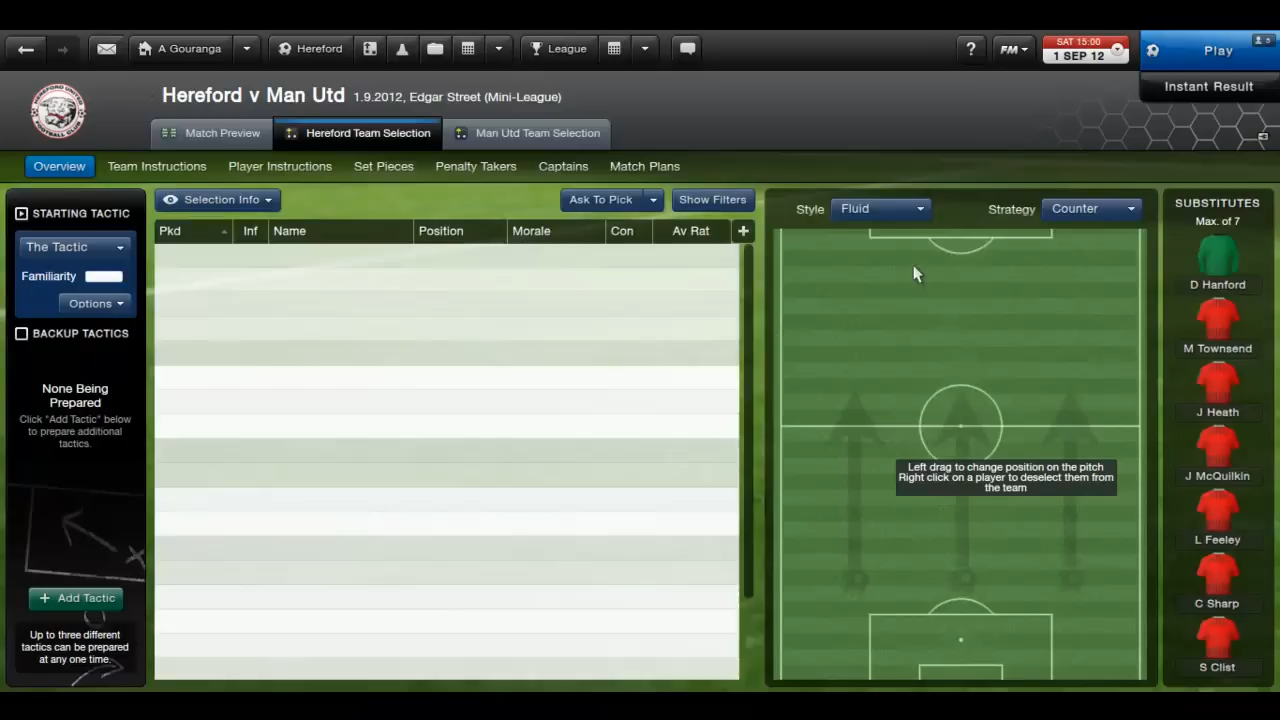 A Gouranga
Hereford
League
?
FM
SAT 15:00
1 SEP 12
Play
5
Instant Result
Hereford v Man Utd 1.9.2012, Edgar Street (Mini-League)
Match Preview
Hereford Team Selection
Man Utd Team Selection
Overview
Team Instructions
Player Instructions
Set Pieces
Penalty Takers
Captains
Match Plans
STARTING TACTIC
The Tactic
Familiarity
Options
BACKUP TACTICS
None Being
Prepared
Click "Add Tactic" below
to prepare additional
tactics.
+ Add Tactic
Up to three different
tactics can be prepared
at any one time.
Selection Info
Ask To Pick
Show Filters
Pkd Inf Name Position Morale Con Av Rat +
Style Fluid Strategy Counter
Left drag to change position on the pitch
Right click on a player to deselect them from
the team
SUBSTITUTES
Max. of 7
D Hanford
M Townsend
J Heath
J McQuilkin
L Feeley
C Sharp
S Clist